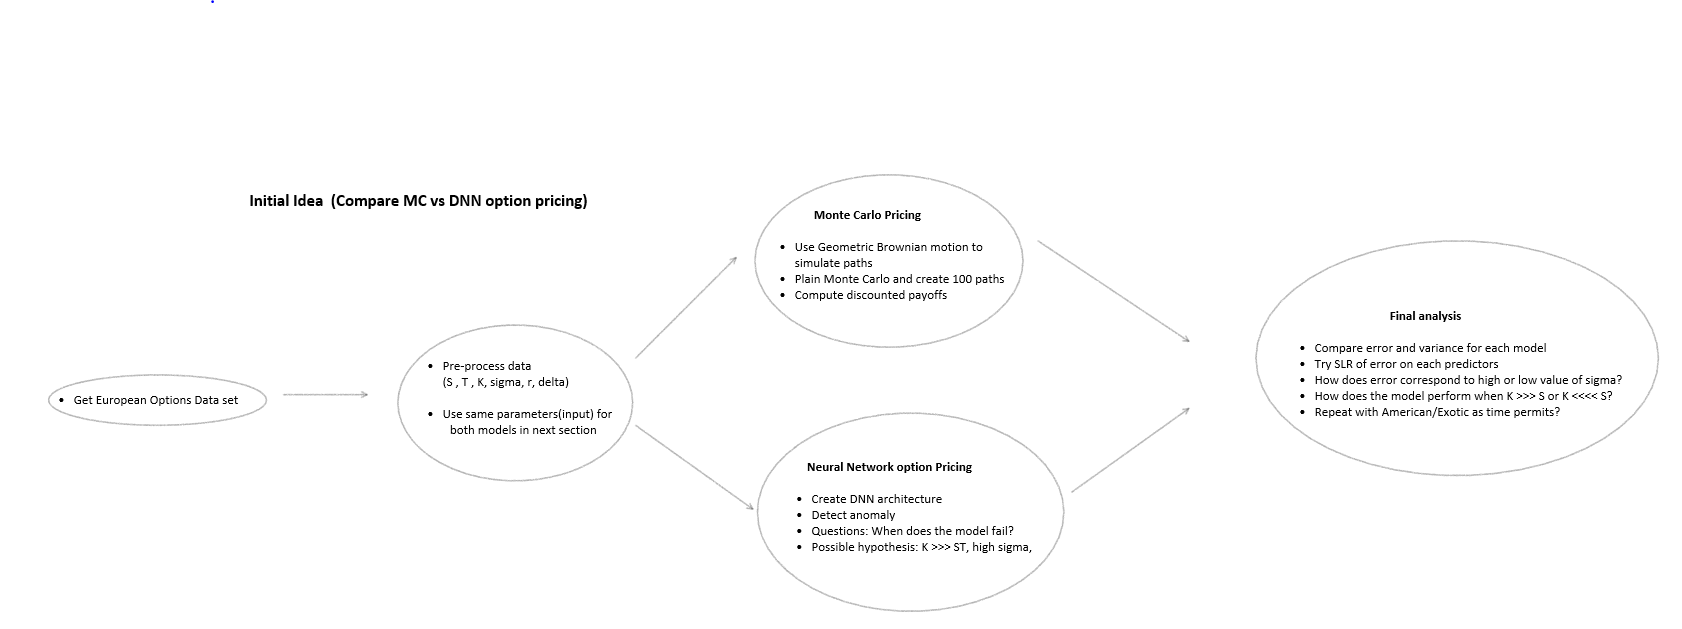 Initial Idea  (Compare MC vs DNN option pricing)
• Get European Options Data set
• Pre-process data
(S , T , K, sigma, r, delta)
• Use same parameters(input) for
both models in next section
Monte Carlo Pricing
• Use Geometric Brownian motion to
simulate paths
• Plain Monte Carlo and create 100 paths
• Compute discounted payoffs
Neural Network option Pricing
• Create DNN architecture
• Detect anomaly
• Questions: When does the model fail?
• Possible hypothesis: K >>> ST, high sigma,
Final analysis
• Compare error and variance for each model
• Try SLR of error on each predictors
• How does error correspond to high or low value of sigma?
• How does the model perform when K >>> S or K <<<< S?
• Repeat with American/Exotic as time permits?